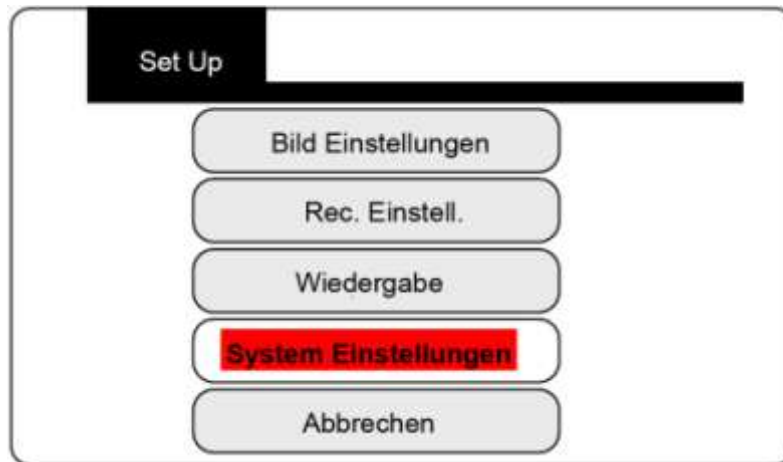 Set Up
Bild Einstellungen
Rec. Einstell.
Wiedergabe
System Einstellungen
Abbrechen